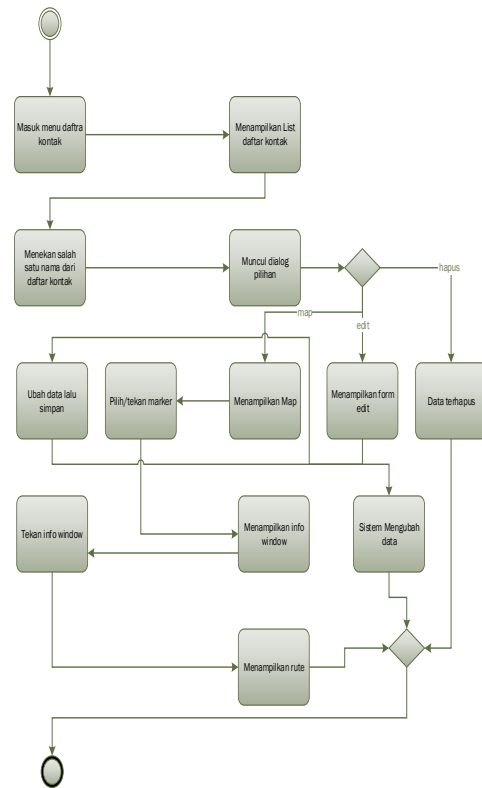 Masuk menu daftra
kontak
Menampilkan List
daftar kontak
Menekan salah
satu nama dari
daftar kontak
Muncul dialog
pilihan
hapus
map
edit
Ubah data lalu
simpan
Pilih/tekan marker
Menampilkan Map
Menampilkan form
edit
Data terhapus
Tekan info window
Menampilkan info
window
Sistem Mengubah
data
Menampilkan rute